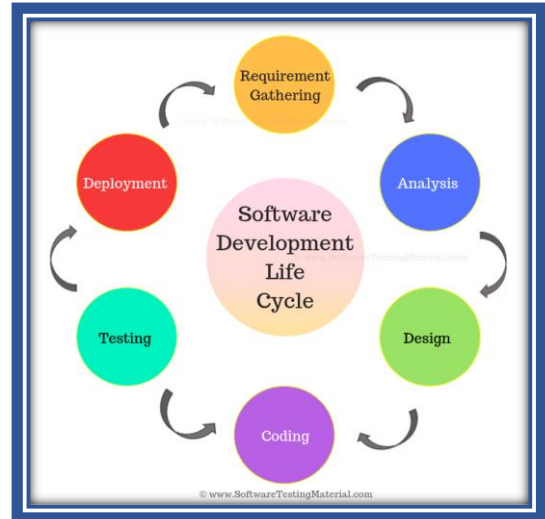 Requirement
Gathering
Deployment
Analysis
Software
Development
Life
Cycle
Testing
Design
Coding
© www.SoftwareTestingMaterial.com